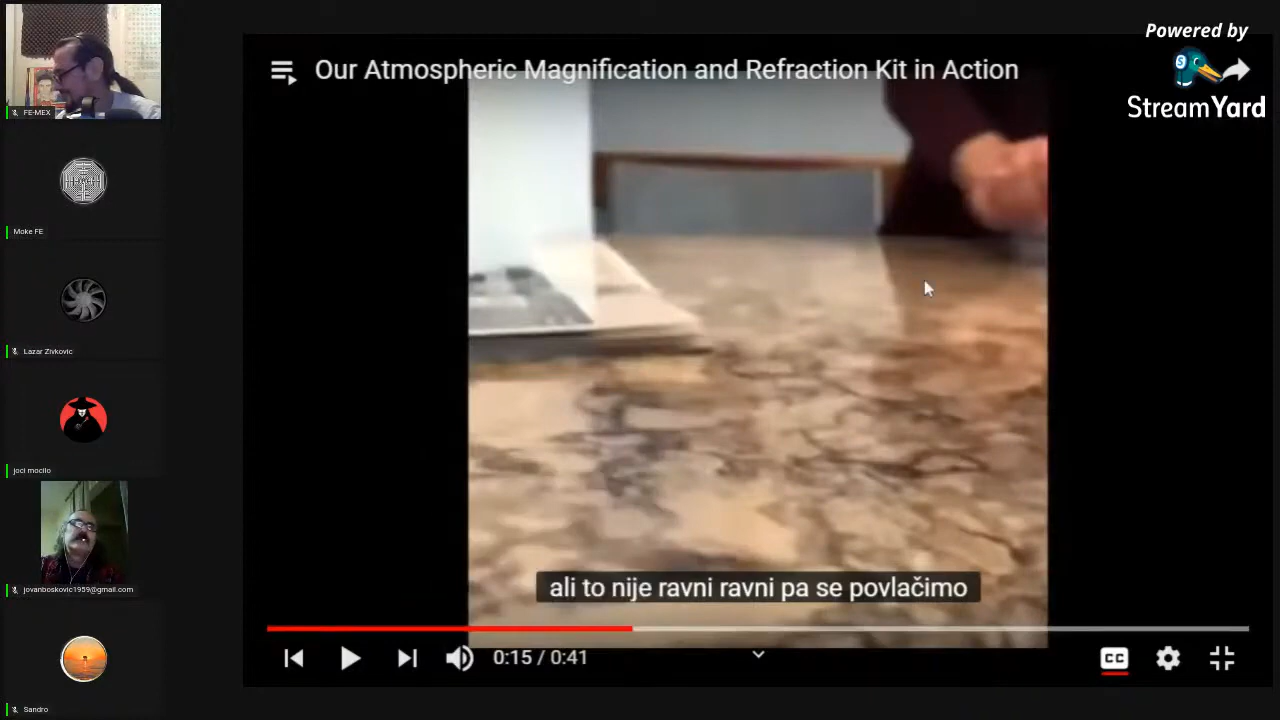 Powered by
StreamYard
Our Atmospheric Magnification and Refraction Kit in Action
FE-MEX
Moke FE
Lazar Zivkovic
joci mocilo
jovanboskovic1959@gmail.com
Sandro
ali to nije ravni ravni pa se povlačimo
0:15 / 0:41
CC